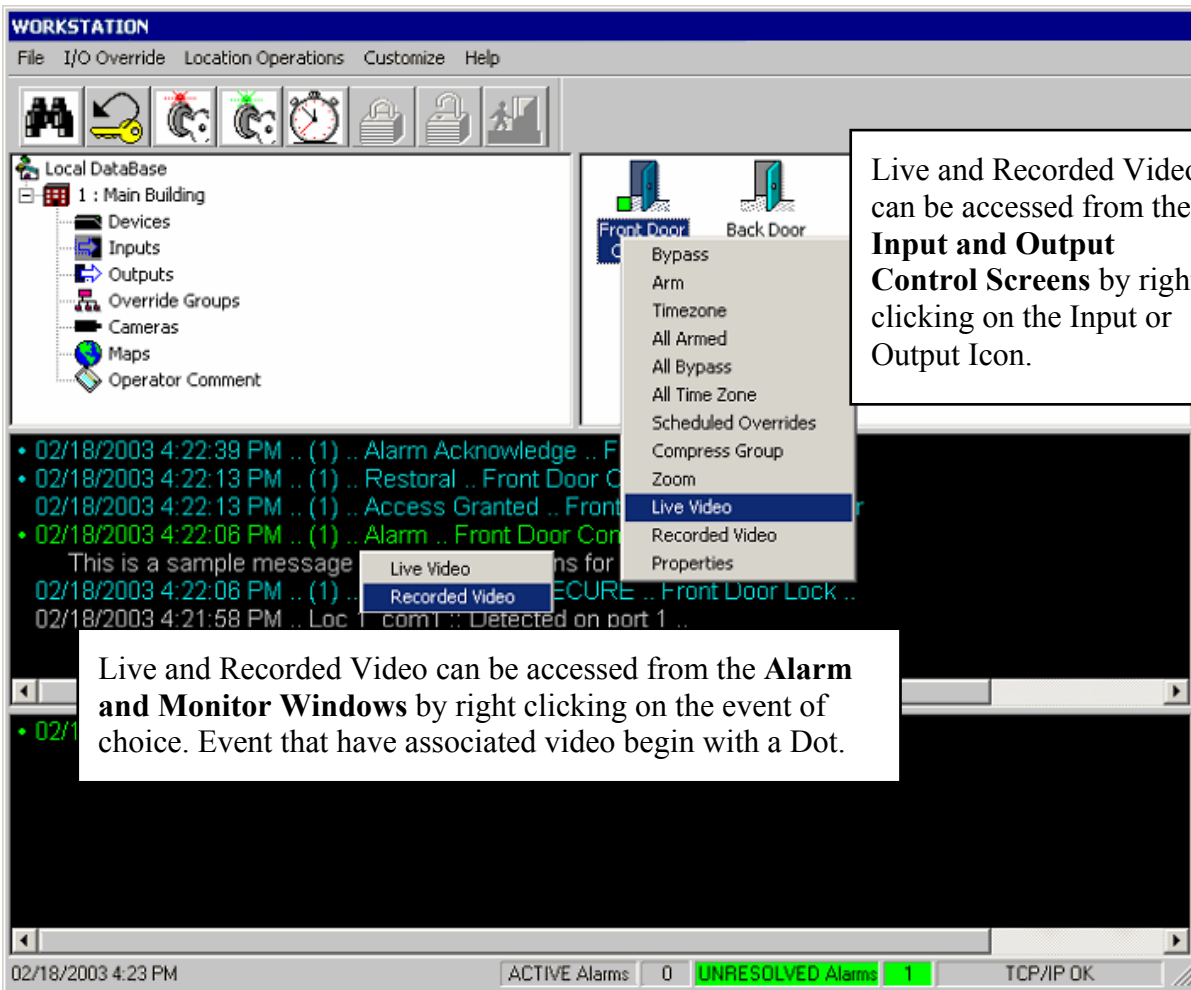 WORKSTATION
File I/O Override Location Operations Customize Help
Local DataBase
1 : Main Building
Devices
Inputs
Outputs
Override Groups
Cameras
Maps
Operator Comment
Front Door
Back Door
Bypass
Arm
Timezone
All Armed
All Bypass
All Time Zone
Scheduled Overrides
Compress Group
Zoom
Live Video
Recorded Video
Properties
Live and Recorded Video
can be accessed from the
Input and Output
Control Screens by right
clicking on the Input or
Output Icon.
• 02/18/2003 4:22:39 PM .. (1) .. Alarm Acknowledge .. F
• 02/18/2003 4:22:13 PM .. (1) .. Restoral .. Front Door C
02/18/2003 4:22:13 PM .. (1) .. Access Granted .. Front r
• 02/18/2003 4:22:06 PM .. (1) .. Alarm .. Front Door Con
This is a sample message ns for
02/18/2003 4:22:06 PM .. (1) .. ECURE .. Front Door Lock ..
02/18/2003 4:21:58 PM .. Loc 1 com1 :: Detected on port 1 ..
Live Video
Recorded Video
Live and Recorded Video can be accessed from the Alarm
and Monitor Windows by right clicking on the event of
choice. Event that have associated video begin with a Dot.
• 02/1
02/18/2003 4:23 PM ACTIVE Alarms 0 UNRESOLVED Alarms 1 TCP/IP OK